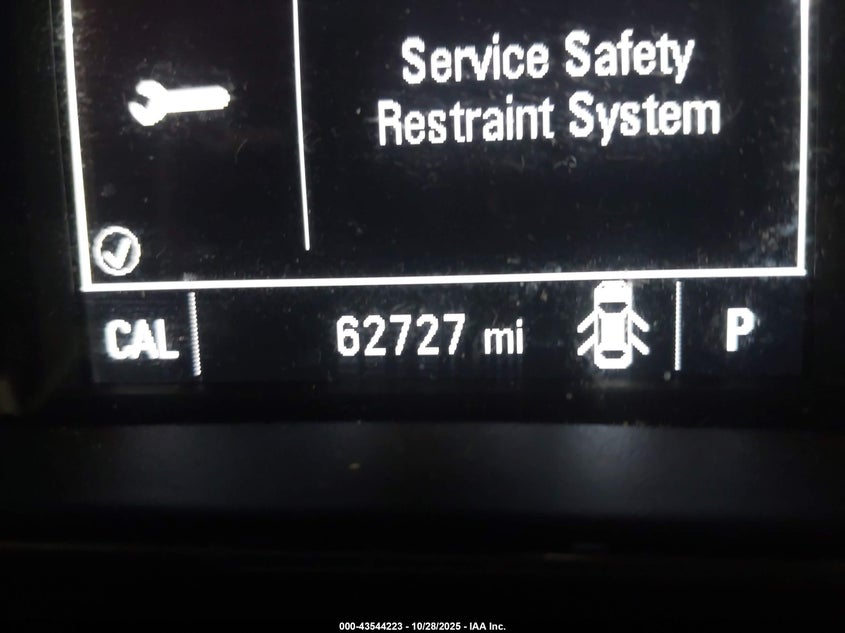 Service Safety
Restraint System
CAL
62727 mi
P
000-43544223 - 10/28/2025 - IAA Inc.